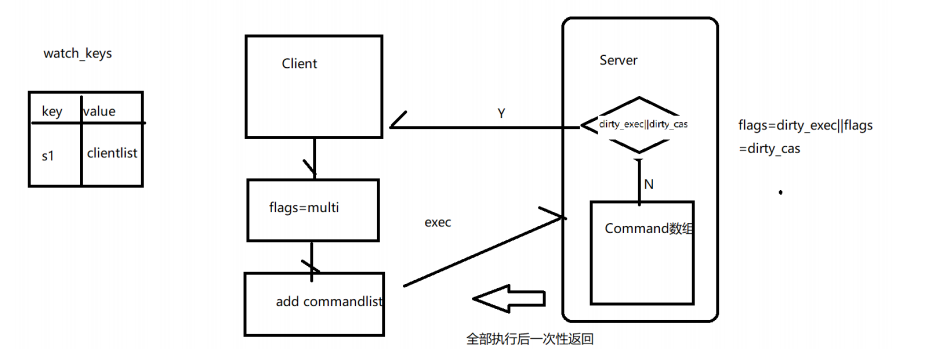 watch_keys
key value
s1 clientlist
Client
flags=multi
add commandlist
exec
Y
Server
dirty_exec||dirty_cas
N
Command数组
flags=dirty_exec||flags
=dirty_cas
全部执行后一次性返回